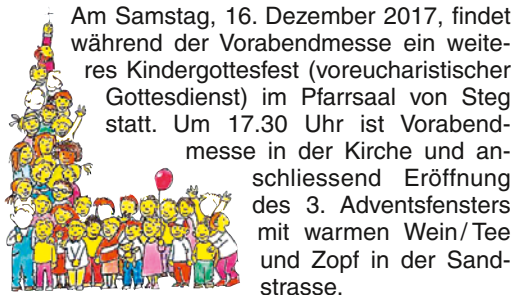 Am Samstag, 16. Dezember 2017, findet
während der Vorabendmesse ein weite-
res Kindergottesfest (voreucharistischer
Gottesdienst) im Pfarrsaal von Steg
statt. Um 17.30 Uhr ist Vorabend-
messe in der Kirche und an-
schliessend Eröffnung
des 3. Adventsfensters
mit warmen Wein/Tee
und Zopf in der Sand-
strasse.